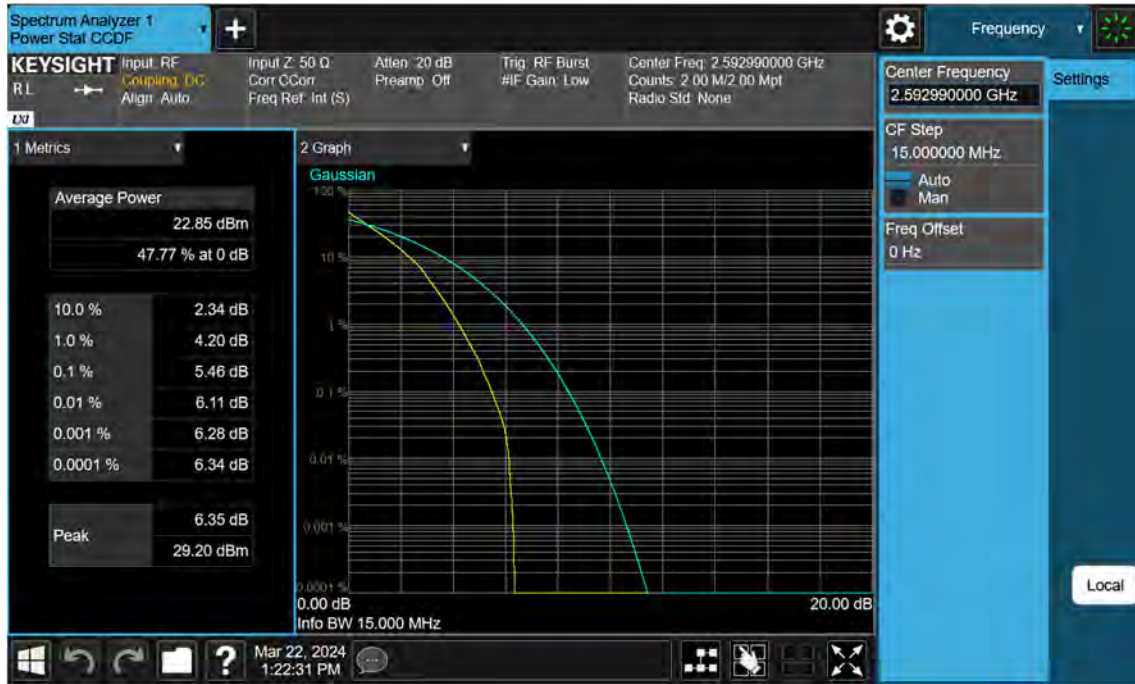 Spectrum Analyzer 1
Power Stat CCDF
Frequency
KEYSIGHT
RL
LXI
Input: RF
Coupling: DC
Align: Auto
Input Z: 50 Ω
Corr CCorr
Freq Ref: Int (S)
Atten: 20 dB
Preamp: Off
Trig: RF Burst
#IF Gain: Low
Center Freq: 2.592990000 GHz
Counts: 2.00 M/2.00 Mpt
Radio Std: None
Center Frequency
2.592990000 GHz
Settings
CF Step
15.000000 MHz
Auto
Man
Freq Offset
0 Hz
Local
1 Metrics
Average Power
22.85 dBm
47.77 % at 0 dB
10.0 % 2.34 dB
1.0 % 4.20 dB
0.1 % 5.46 dB
0.01 % 6.11 dB
0.001 % 6.28 dB
0.0001 % 6.34 dB
Peak
6.35 dB
29.20 dBm
2 Graph
Gaussian
100 %
10 %
1 %
0.1 %
0.01 %
0.001 %
0.0001 %
0.00 dB 20.00 dB
Info BW 15.000 MHz
?
Mar 22, 2024
1:22:31 PM